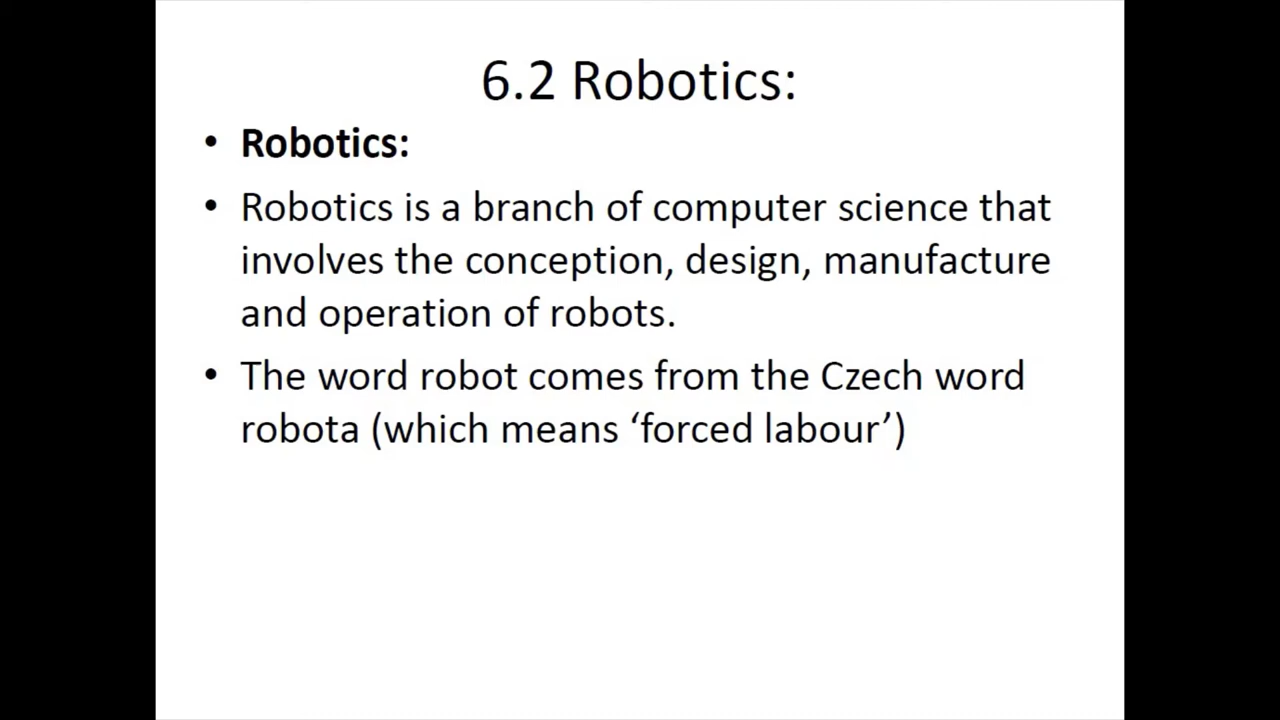 6.2 Robotics:
• Robotics:
• Robotics is a branch of computer science that
involves the conception, design, manufacture
and operation of robots.
• The word robot comes from the Czech word
robota (which means ‘forced labour’)